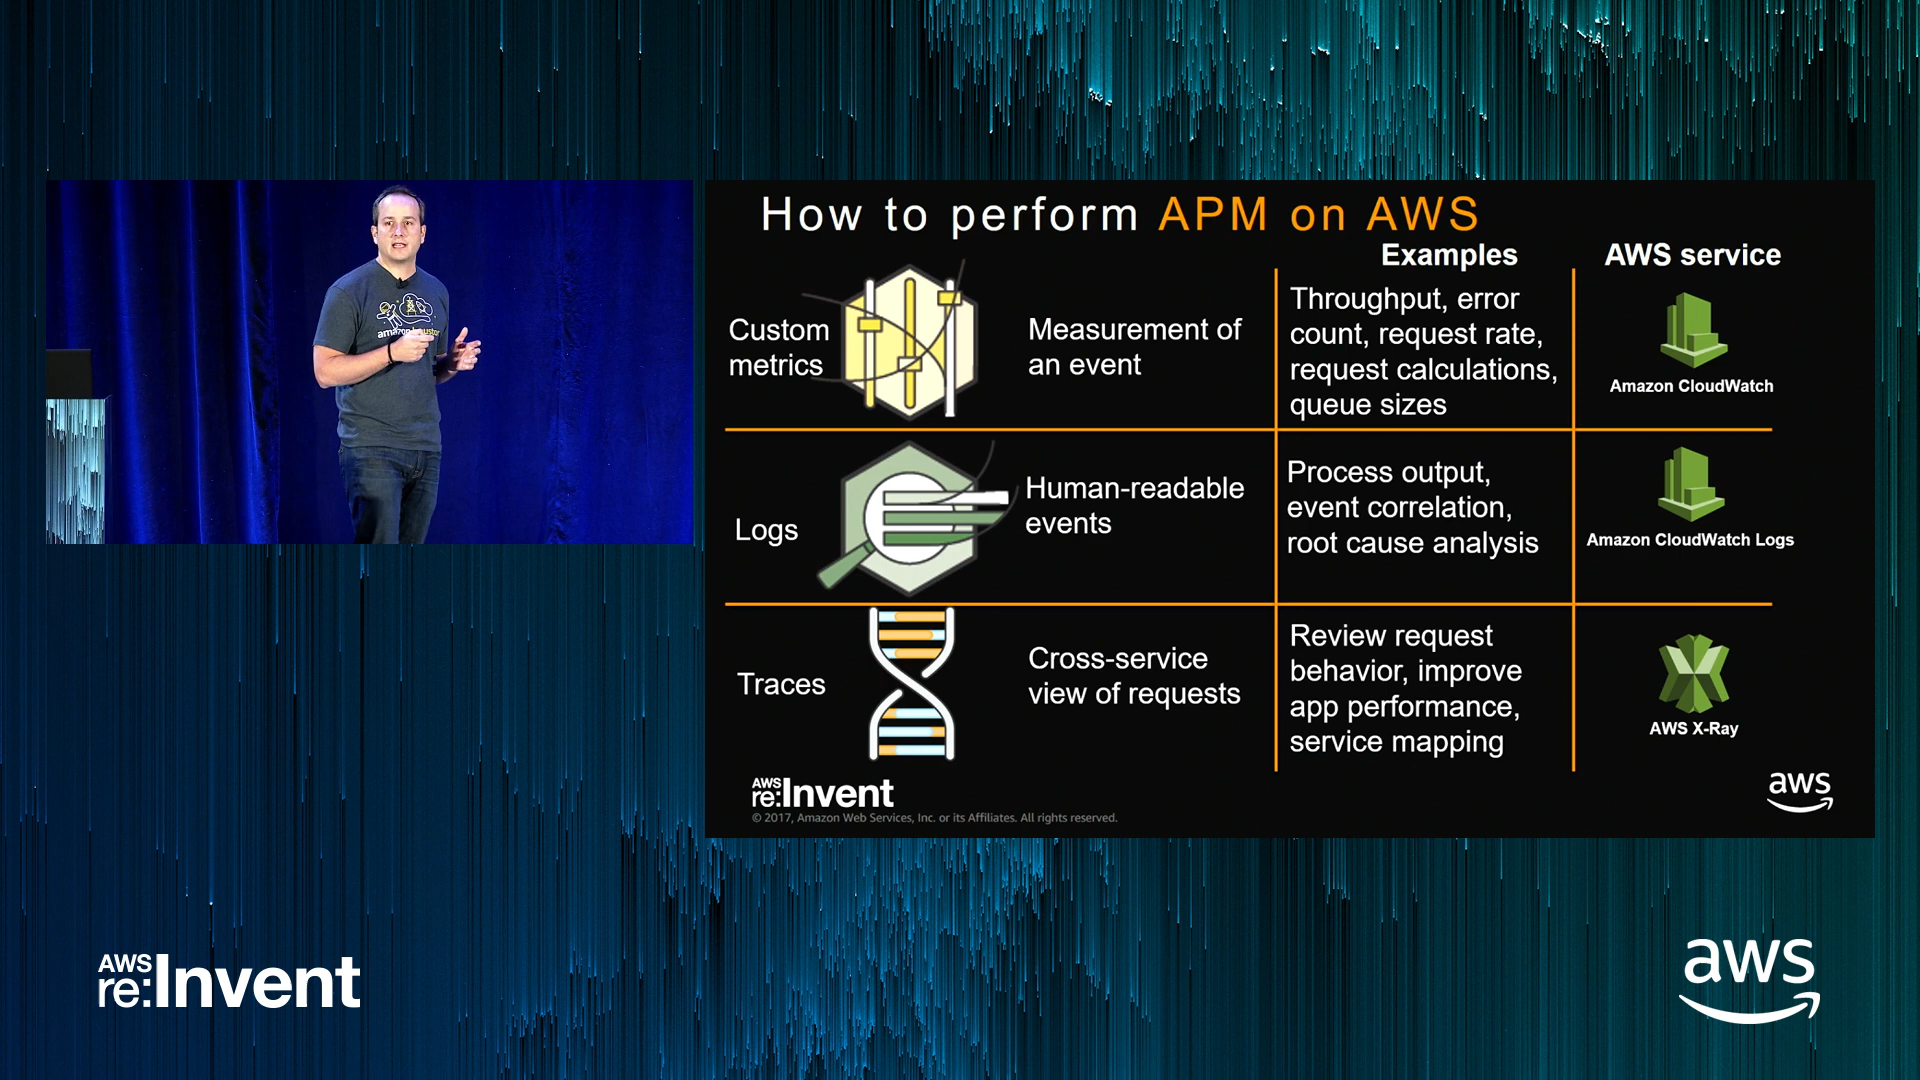 How to perform APM on AWS
Examples
AWS service
Custom
metrics
Measurement of
an event
Throughput, error
count, request rate,
request calculations,
queue sizes
Amazon CloudWatch
Logs
Human-readable
events
Process output,
event correlation,
root cause analysis
Amazon CloudWatch Logs
Traces
Cross-service
view of requests
Review request
behavior, improve
app performance,
service mapping
AWS X-Ray
AWS
re:Invent
© 2017, Amazon Web Services, Inc. or its Affiliates. All rights reserved.
aws
AWS
re:Invent
aws